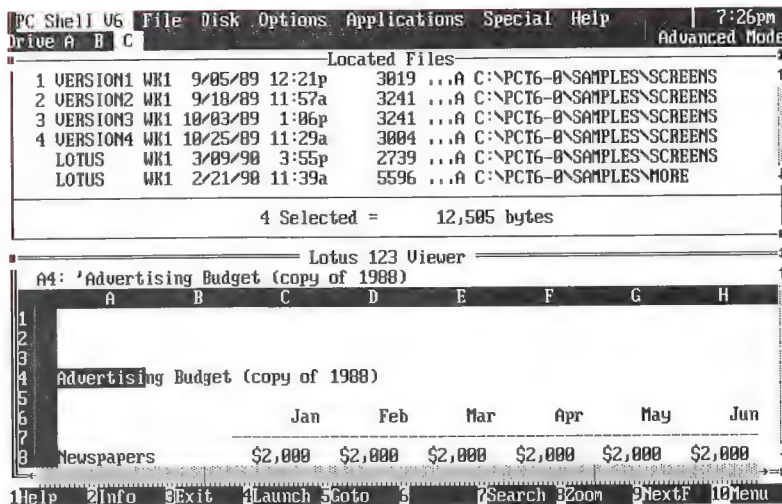 PC Shell V6 File Disk Options Applications Special Help 7:26pm
Drive A B C Advanced Mode
Located Files
1 VERSION1 WK1 9/05/89 12:21p 3019 ...A C:\PCT6-0\SAMPLES\SCREENS
2 VERSION2 WK1 9/18/89 11:57a 3241 ...A C:\PCT6-0\SAMPLES\SCREENS
3 VERSION3 WK1 10/03/89 1:06p 3241 ...A C:\PCT6-0\SAMPLES\SCREENS
4 VERSION4 WK1 10/25/89 11:29a 3004 ...A C:\PCT6-0\SAMPLES\SCREENS
LOTUS WK1 3/09/90 3:55p 2739 ...A C:\PCT6-0\SAMPLES\SCREENS
LOTUS WK1 2/21/90 11:39a 5596 ...A C:\PCT6-0\SAMPLES\MORE
4 Selected = 12,505 bytes
Lotus 123 Viewer
A4: 'Advertising Budget (copy of 1988)
A B C D E F G H
1
2
3
4 Advertising Budget (copy of 1988)
5
6 Jan Feb Mar Apr May Jun
7
8 Newspapers $2,000 $2,000 $2,000 $2,000 $2,000 $2,000
1Help 2Info 3Exit 4Launch 5Goto 6 7Search 8Zoom 9NextF 10Menu